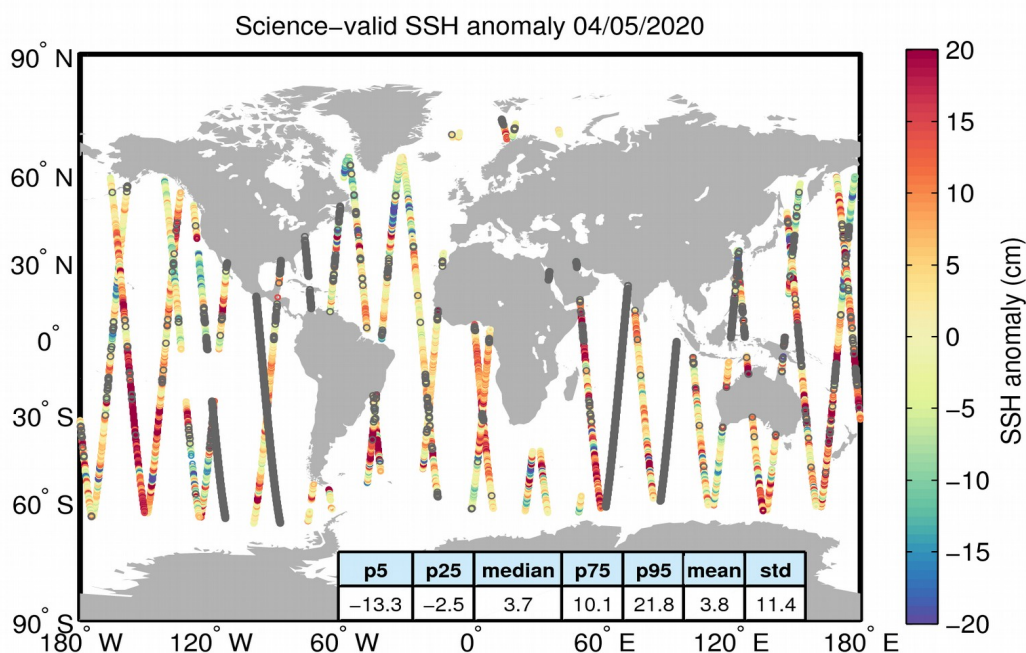 Science−valid SSH anomaly 04/05/2020
90° N
60° N
30° N
0°
30° S
60° S
90° S
180° W
120° W
60° W
0°
60° E
120° E
180° E
p5 p25 median p75 p95 mean std
−13.3 −2.5 3.7 10.1 21.8 3.8 11.4
20
15
10
5
0
−5
−10
−15
−20
SSH anomaly (cm)